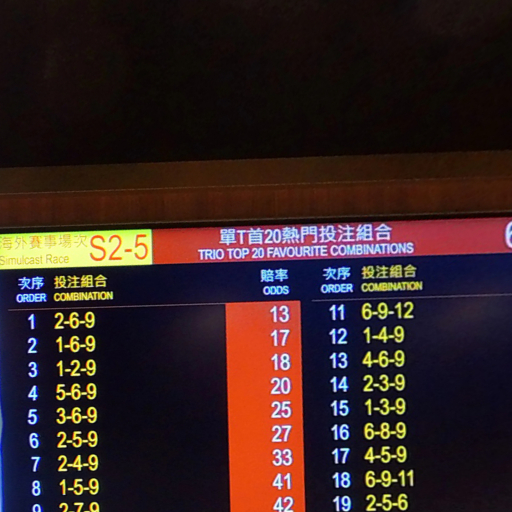 海外賽事場次 S2-5
Simulcast Race
單T首20熱門投注組合
TRIO TOP 20 FAVOURITE COMBINATIONS
次序 投注組合 賠率 次序 投注組合
ORDER COMBINATION ODDS ORDER COMBINATION
1 2-6-9 13 11 6-9-12
2 1-6-9 17 12 1-4-9
3 1-2-9 18 13 4-6-9
4 5-6-9 20 14 2-3-9
5 3-6-9 25 15 1-3-9
6 2-5-9 27 16 6-8-9
7 2-4-9 33 17 4-5-9
8 1-5-9 41 18 6-9-11
9 2-7-9 42 19 2-5-6